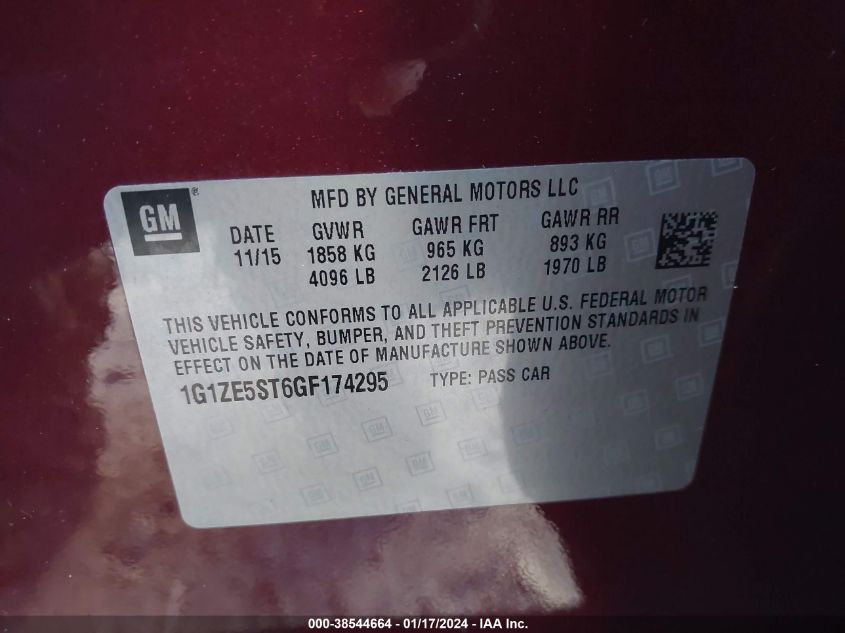 GM®
MFD BY GENERAL MOTORS LLC
DATE GVWR GAWR FRT GAWR RR
11/15 1858 KG 965 KG 893 KG
4096 LB 2126 LB 1970 LB
THIS VEHICLE CONFORMS TO ALL APPLICABLE U.S. FEDERAL MOTOR
VEHICLE SAFETY, BUMPER, AND THEFT PREVENTION STANDARDS IN
EFFECT ON THE DATE OF MANUFACTURE SHOWN ABOVE.
1G1ZE5ST6GF174295 TYPE: PASS CAR
000-38544664 - 01/17/2024 - IAA Inc.